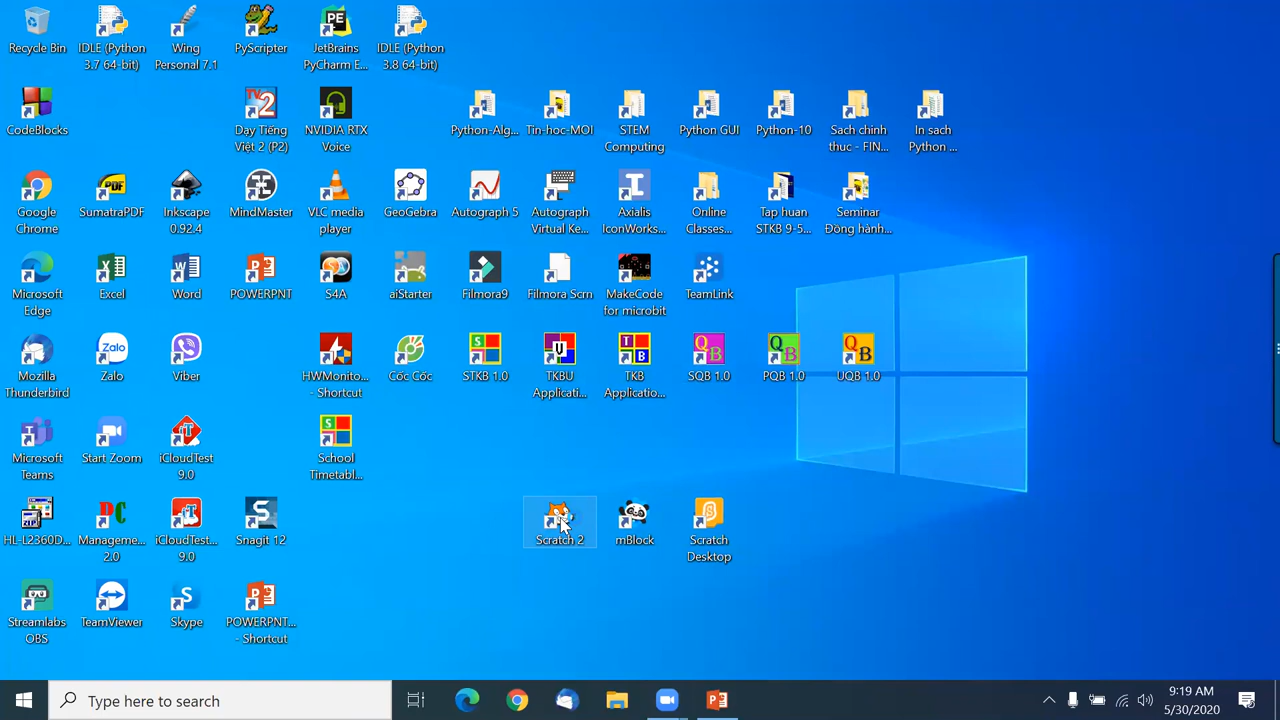 Recycle Bin
IDLE (Python
3.7 64-bit)
Wing
Personal 7.1
PyScripter
JetBrains
PyCharm E...
IDLE (Python
3.8 64-bit)
CodeBlocks
Dạy Tiếng
Việt 2 (P2)
NVIDIA RTX
Voice
Python-Alg...
Tin-hoc-MOI
STEM
Computing
Python GUI
Python-10
Sach chinh
thuc - FIN...
In sach
Python ...
Google
Chrome
SumatraPDF
Inkscape
0.92.4
MindMaster
VLC media
player
GeoGebra
Autograph 5
Autograph
Virtual Ke...
Axialis
IconWorks...
Online
Classes...
Tap huan
STKB 9-5...
Seminar
Đồng hành...
Microsoft
Edge
Excel
Word
POWERPNT
S4A
aiStarter
Filmora9
Filmora Scrn
MakeCode
for microbit
TeamLink
Mozilla
Thunderbird
Zalo
Viber
HWMonito...
- Shortcut
Cốc Cốc
STKB 1.0
TKBU
Applicati...
TKB
Applicatio...
SQB 1.0
PQB 1.0
UQB 1.0
Microsoft
Teams
Start Zoom
iCloudTest
9.0
School
Timetabl...
HL-L2360D...
Manageme...
2.0
iCloudTest...
9.0
Snagit 12
Scratch 2
mBlock
Scratch
Desktop
Streamlabs
OBS
TeamViewer
Skype
POWERPNT...
- Shortcut
Type here to search
9:19 AM
5/30/2020